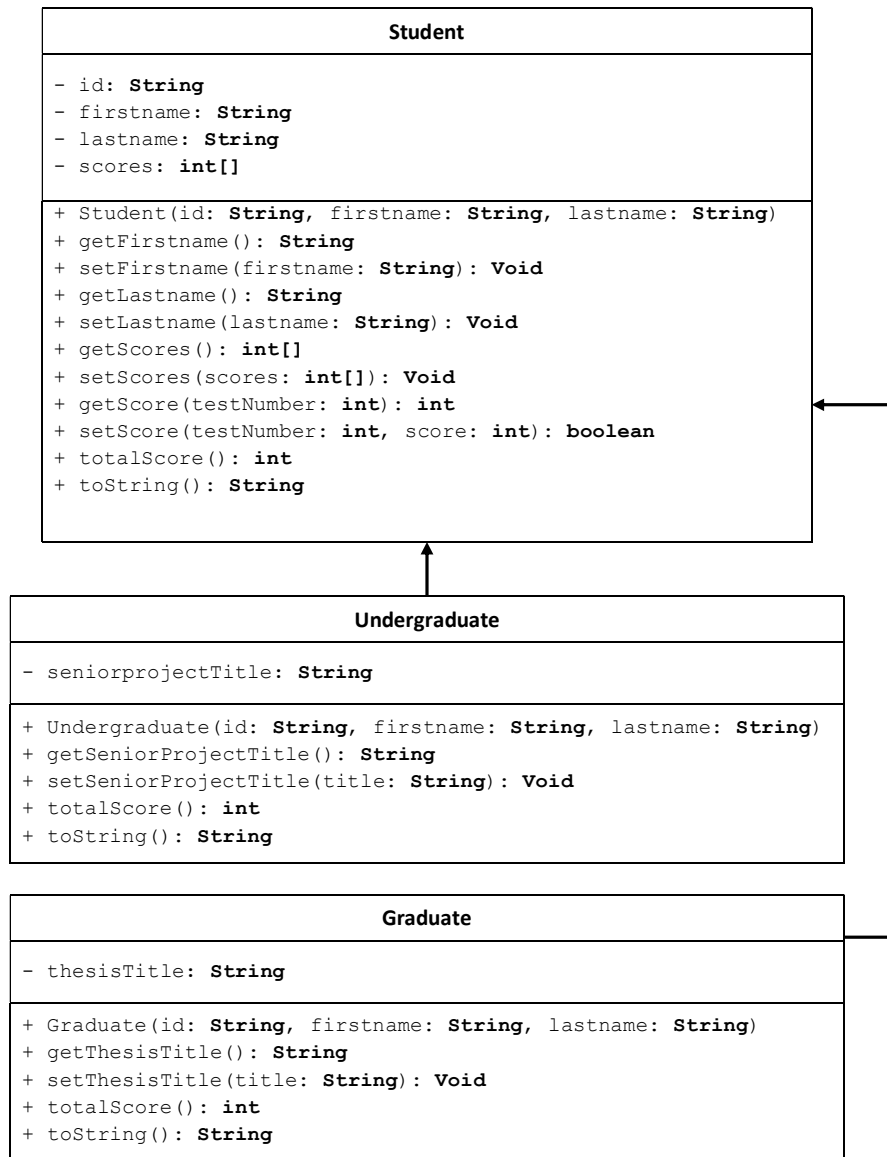 Student
- id: String
- firstname: String
- lastname: String
- scores: int[]
+ Student(id: String, firstname: String, lastname: String)
+ getFirstname(): String
+ setFirstname(firstname: String): Void
+ getLastname(): String
+ setLastname(lastname: String): Void
+ getScores(): int[]
+ setScores(scores: int[]): Void
+ getScore(testNumber: int): int
+ setScore(testNumber: int, score: int): boolean
+ totalScore(): int
+ toString(): String
Undergraduate
- seniorprojectTitle: String
+ Undergraduate(id: String, firstname: String, lastname: String)
+ getSeniorProjectTitle(): String
+ setSeniorProjectTitle(title: String): Void
+ totalScore(): int
+ toString(): String
Graduate
- thesisTitle: String
+ Graduate(id: String, firstname: String, lastname: String)
+ getThesisTitle(): String
+ setThesisTitle(title: String): Void
+ totalScore(): int
+ toString(): String